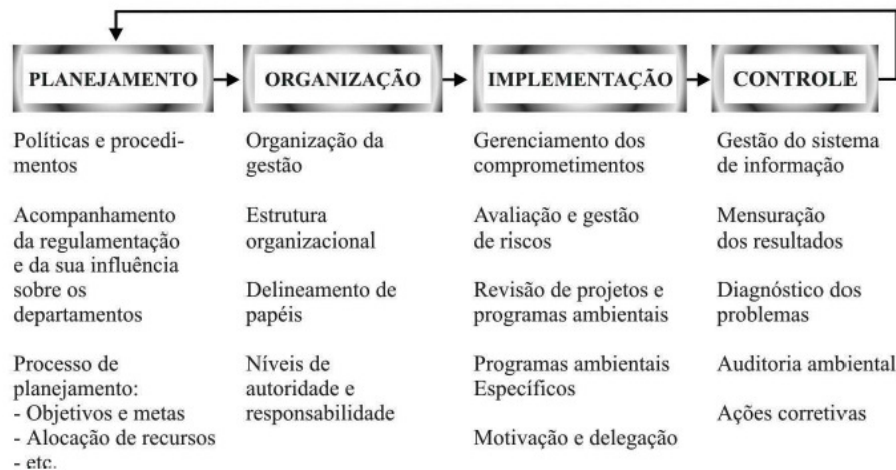 PLANEJAMENTO
ORGANIZAÇÃO
IMPLEMENTAÇÃO
CONTROLE
Políticas e procedi-
mentos
Acompanhamento
da regulamentação
e da sua influência
sobre os
departamentos
Processo de
planejamento:
- Objetivos e metas
- Alocação de recursos
- etc.
Organização da
gestão
Estrutura
organizacional
Delineamento de
papéis
Níveis de
autoridade e
responsabilidade
Gerenciamento dos
comprometimentos
Avaliação e gestão
de riscos
Revisão de projetos e
programas ambientais
Programas ambientais
Específicos
Motivação e delegação
Gestão do sistema
de informação
Mensuração
dos resultados
Diagnóstico dos
problemas
Auditoria ambiental
Ações corretivas